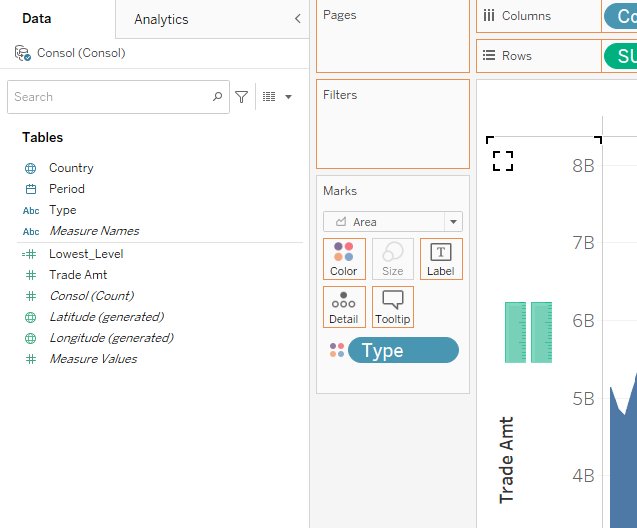 Data
Analytics
Consol (Consol)
Search
Tables
Country
Period
Abc Type
Abc Measure Names
Lowest_Level
Trade Amt
Consol (Count)
Latitude (generated)
Longitude (generated)
Measure Values
Pages
Filters
Marks
Area
Color Size Label
Detail Tooltip
Type
Columns
Rows
8B
7B
6B
5B
4B
Trade Amt